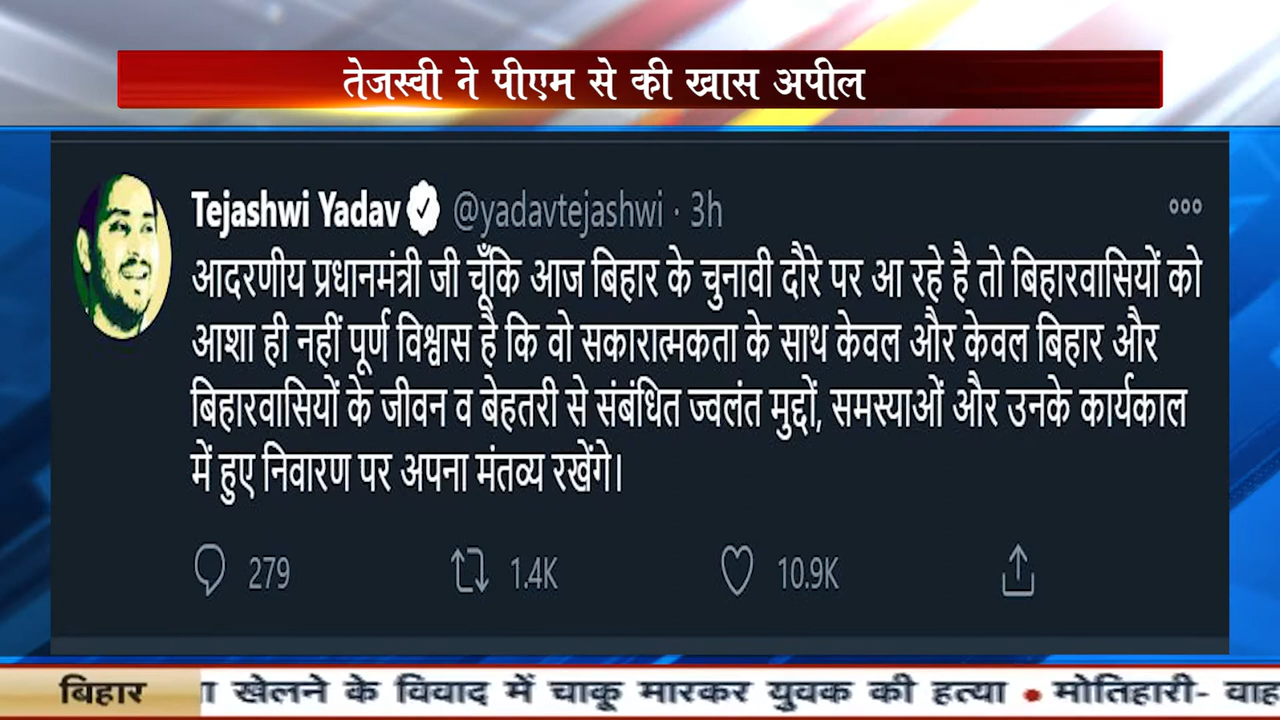 तेजस्वी ने पीएम से की खास अपील
Tejashwi Yadav @yadavtejashwi · 3h
आदरणीय प्रधानमंत्री जी चूँकि आज बिहार के चुनावी दौरे पर आ रहे है तो बिहारवासियों को
आशा ही नहीं पूर्ण विश्वास है कि वो सकारात्मकता के साथ केवल और केवल बिहार और
बिहारवासियों के जीवन व बेहतरी से संबंधित ज्वलंत मुद्दों, समस्याओं और उनके कार्यकाल
में हुए निवारण पर अपना मंतव्य रखेंगे।
279 1.4K 10.9K
बिहार खेलने के विवाद में चाकू मारकर युवक की हत्या • मोतिहारी-